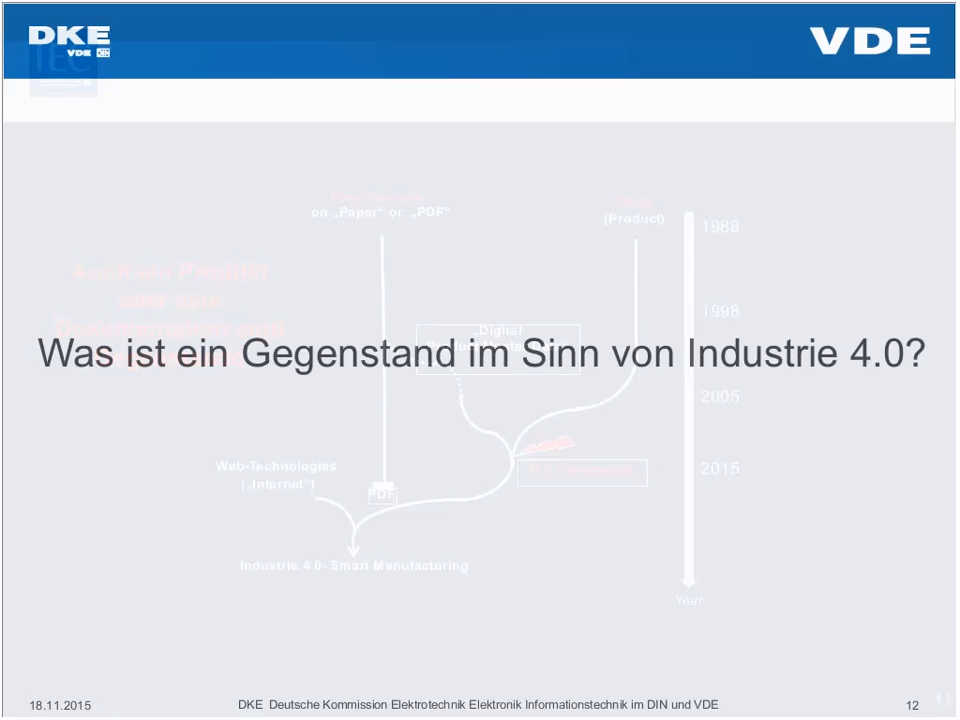 DKE
VDE DIN
VDE
IEC
on „Paper“ or „PDF“
(Product)
1988
1998
„Digital
Was ist ein Gegenstand im Sinn von Industrie 4.0?
2005
Web-Technologies
(„Internet“)
2015
PDF
Industrie 4.0- Smart Manufacturing
Year
18.11.2015
DKE Deutsche Kommission Elektrotechnik Elektronik Informationstechnik im DIN und VDE
12
11